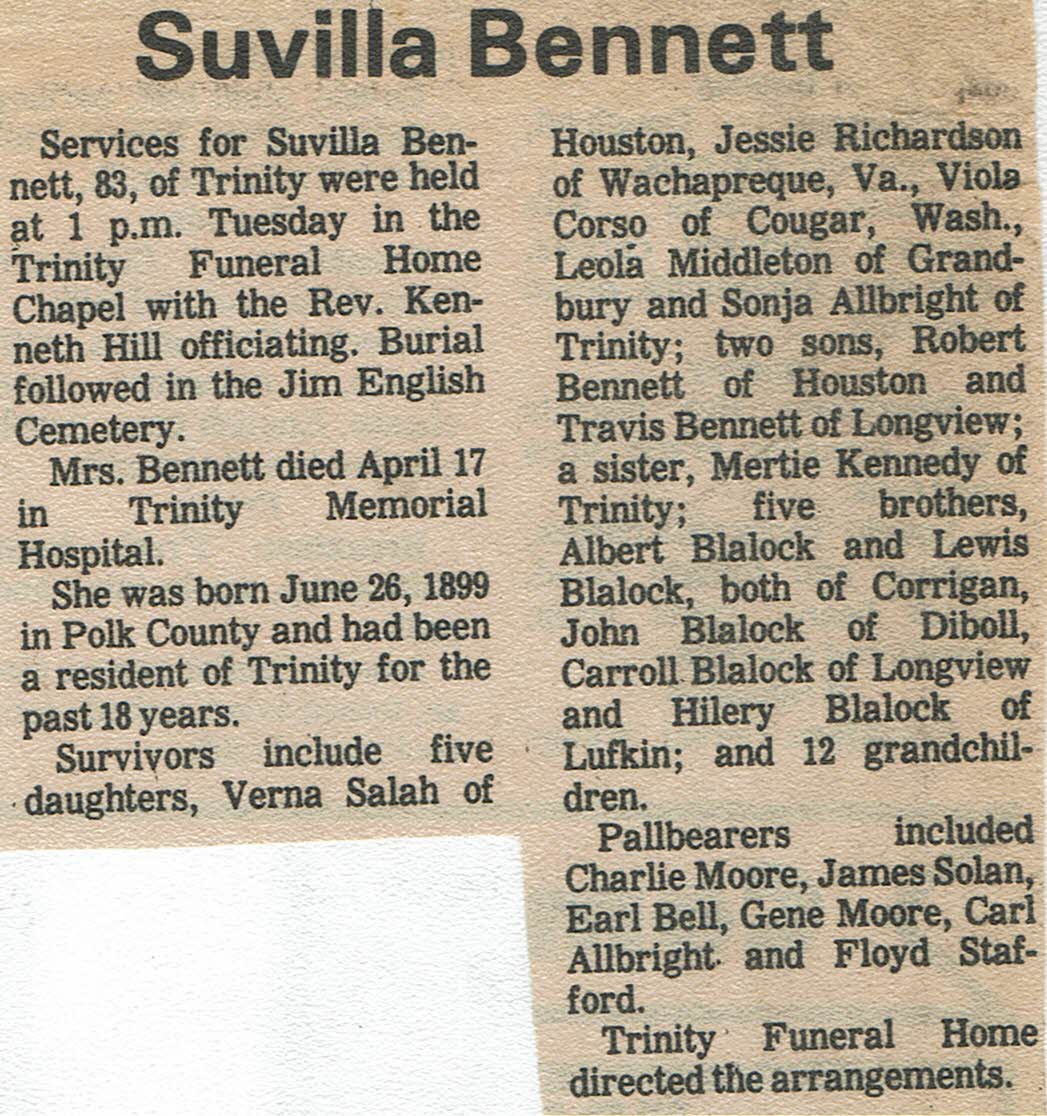 Suvilla Bennett
Services for Suvilla Ben-
nett, 83, of Trinity were held
at 1 p.m. Tuesday in the
Trinity Funeral Home
Chapel with the Rev. Ken-
neth Hill officiating. Burial
followed in the Jim English
Cemetery.
Mrs. Bennett died April 17
in Trinity Memorial
Hospital.
She was born June 26, 1899
in Polk County and had been
a resident of Trinity for the
past 18 years.
Survivors include five
daughters, Verna Salah of
Houston, Jessie Richardson
of Wachapreque, Va., Viola
Corso of Cougar, Wash.,
Leola Middleton of Grand-
bury and Sonja Allbright of
Trinity; two sons, Robert
Bennett of Houston and
Travis Bennett of Longview;
a sister, Mertie Kennedy of
Trinity; five brothers,
Albert Blalock and Lewis
Blalock, both of Corrigan,
John Blalock of Diboll,
Carroll Blalock of Longview
and Hilery Blalock of
Lufkin; and 12 grandchil-
dren.
Pallbearers included
Charlie Moore, James Solan,
Earl Bell, Gene Moore, Carl
Allbright and Floyd Staf-
ford.
Trinity Funeral Home
directed the arrangements.